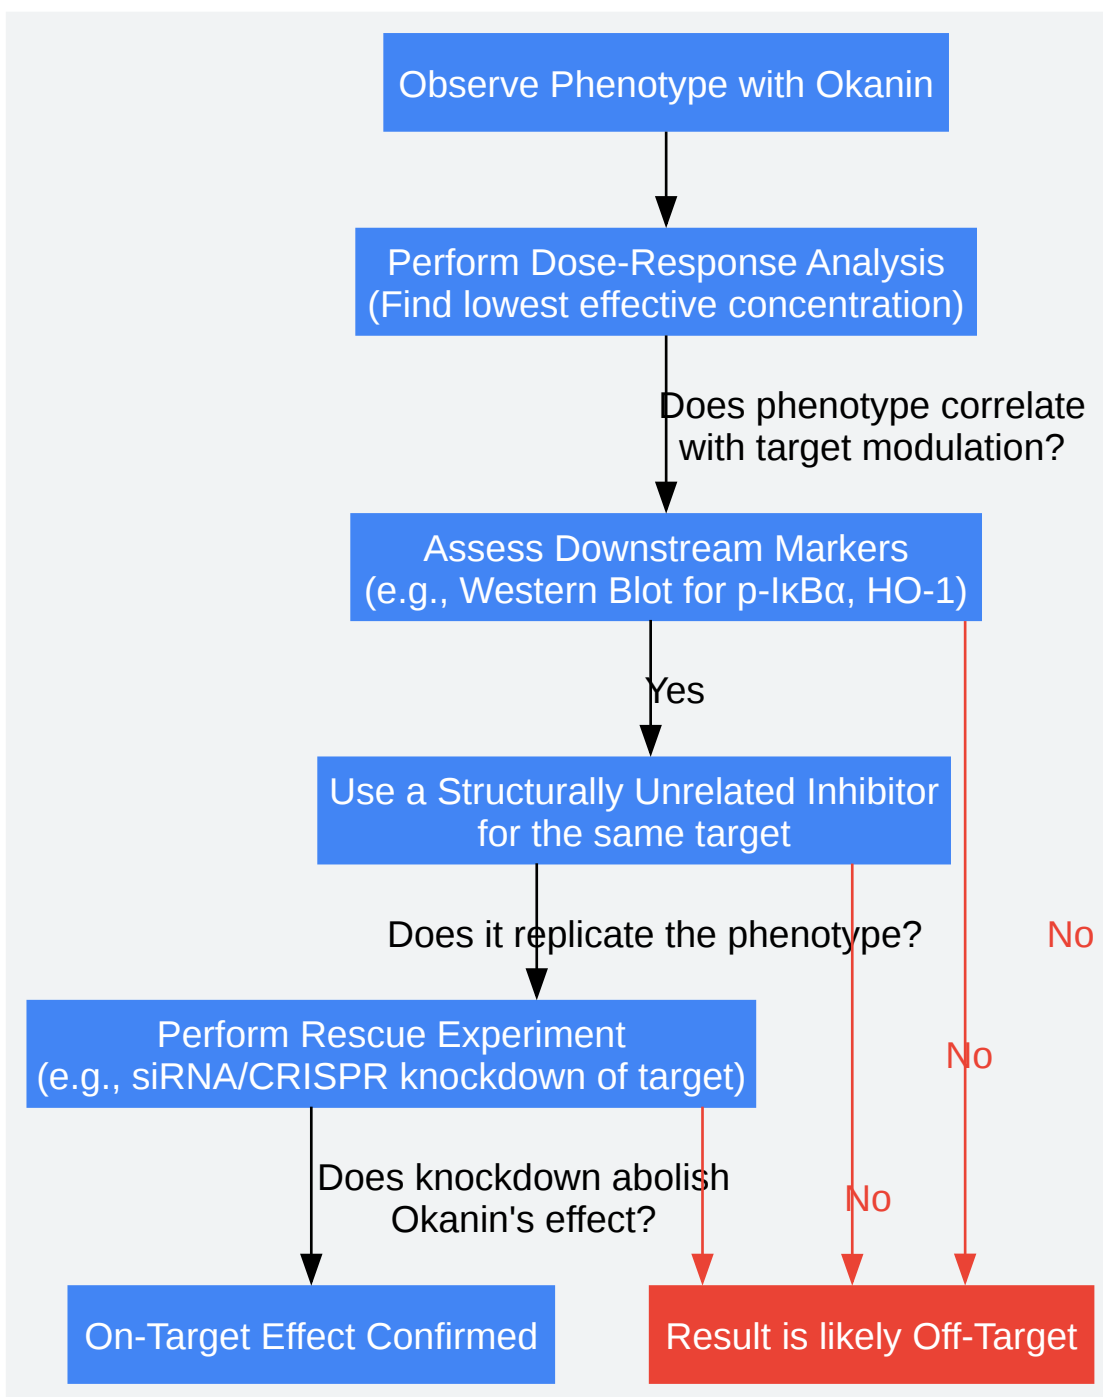 Observe Phenotype with Okanin
Perform Dose-Response Analysis
(Find lowest effective concentration)
Does phenotype correlate
with target modulation?
Assess Downstream Markers
(e.g., Western Blot for p-IκBα, HO-1)
Yes
Use a Structurally Unrelated Inhibitor
for the same target
Does it replicate the phenotype?
No
Perform Rescue Experiment
(e.g., siRNA/CRISPR knockdown of target)
No
Does knockdown abolish
Okanin's effect?
No
On-Target Effect Confirmed
Result is likely Off-Target